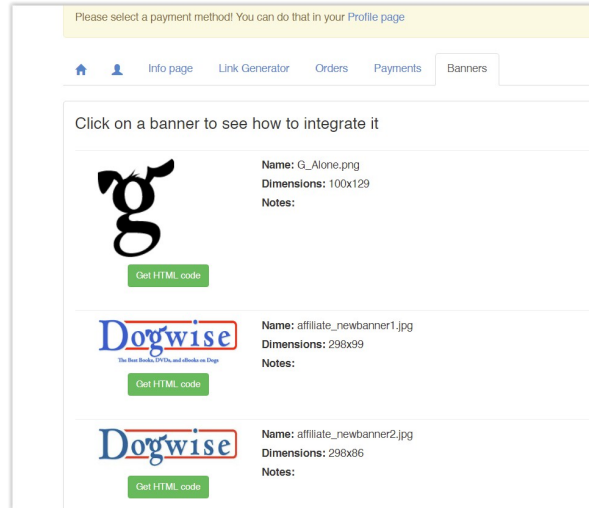 Please select a payment method! You can do that in your Profile page
Info page Link Generator Orders Payments Banners
Click on a banner to see how to integrate it
g
Name: G_Alone.png
Dimensions: 100x129
Notes:
Get HTML code
Dogwise
The Best Books, DVDs, and eBooks on Dogs
Name: affiliate_newbanner1.jpg
Dimensions: 298x99
Notes:
Get HTML code
Dogwise
Name: affiliate_newbanner2.jpg
Dimensions: 298x86
Notes:
Get HTML code